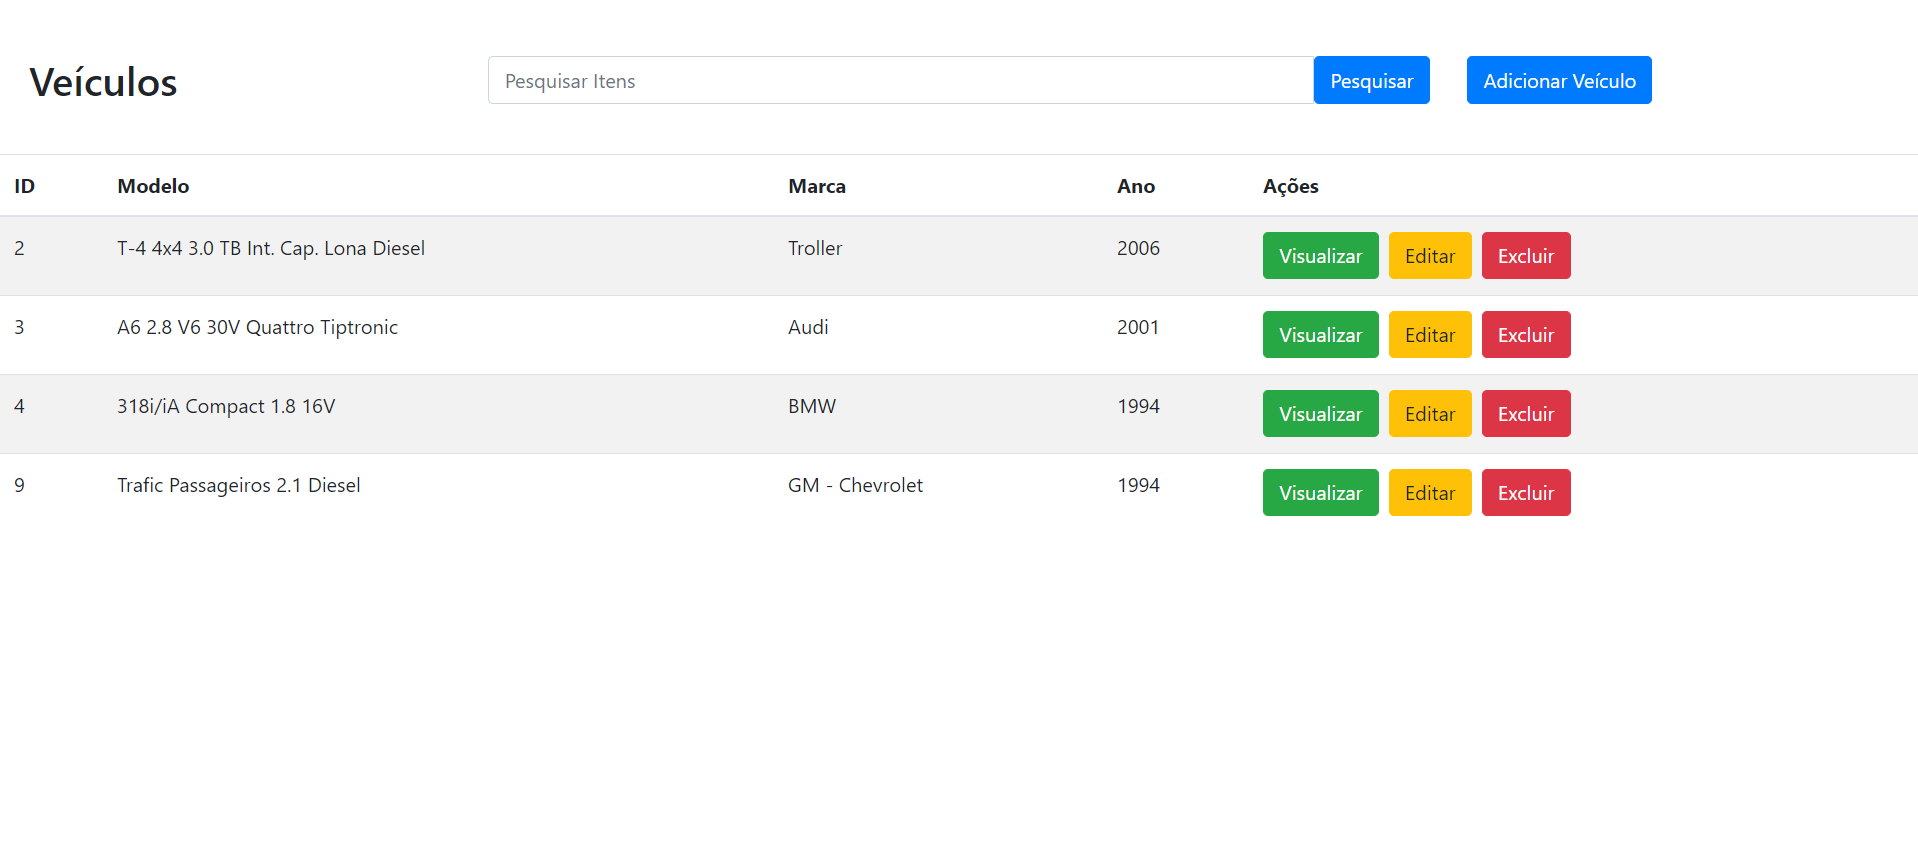 Veículos Pesquisar Itens Pesquisar Adicionar Veículo
ID Modelo Marca Ano Ações
2 T-4 4x4 3.0 TB Int. Cap. Lona Diesel Troller 2006 Visualizar Editar Excluir
3 A6 2.8 V6 30V Quattro Tiptronic Audi 2001 Visualizar Editar Excluir
4 318i/iA Compact 1.8 16V BMW 1994 Visualizar Editar Excluir
9 Trafic Passageiros 2.1 Diesel GM - Chevrolet 1994 Visualizar Editar Excluir